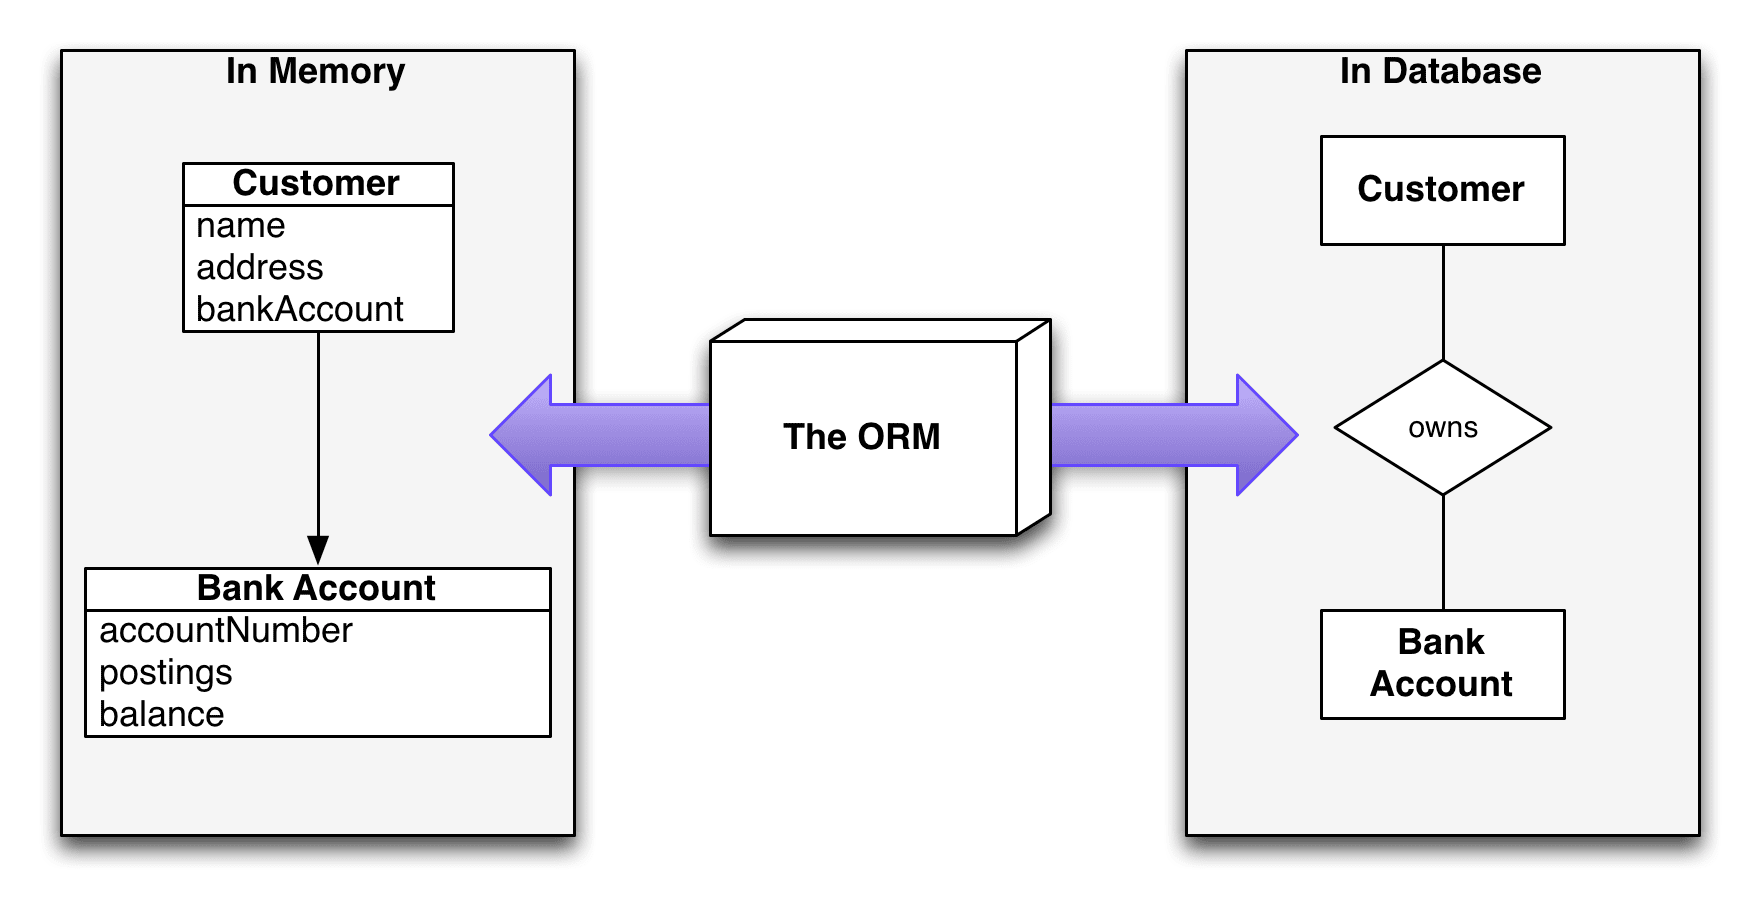 In Memory
Customer
name
address
bankAccount
Bank Account
accountNumber
postings
balance
The ORM
In Database
Customer
owns
Bank
Account